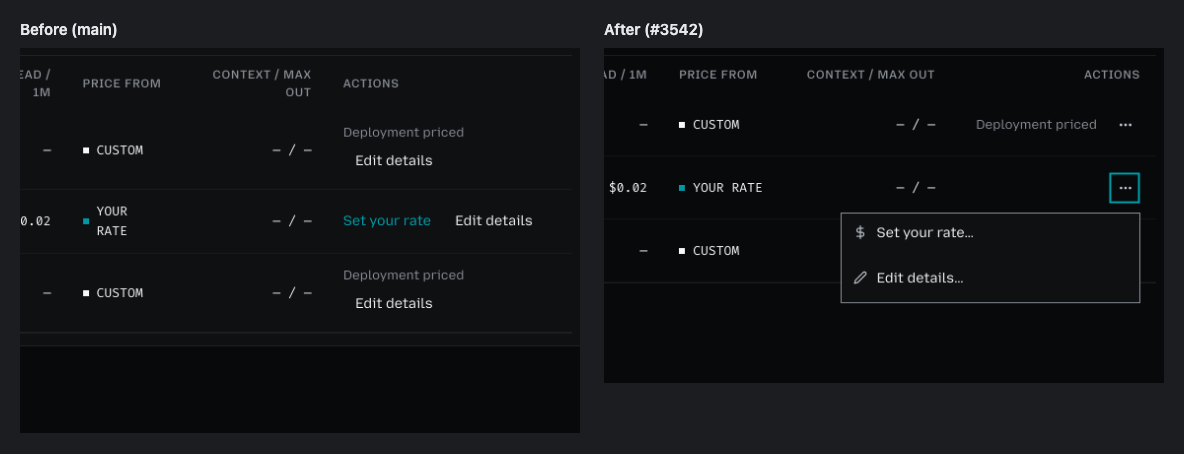 Before (main)
EAD /
1M
PRICE FROM
CONTEXT / MAX
OUT
ACTIONS
–
CUSTOM
– / –
Deployment priced
Edit details
0.02
YOUR
RATE
– / –
Set your rate
Edit details
–
CUSTOM
– / –
Deployment priced
Edit details
After (#3542)
AD / 1M
PRICE FROM
CONTEXT / MAX OUT
ACTIONS
–
CUSTOM
– / –
Deployment priced
···
$0.02
YOUR RATE
– / –
···
–
CUSTOM
$ Set your rate…
Edit details…